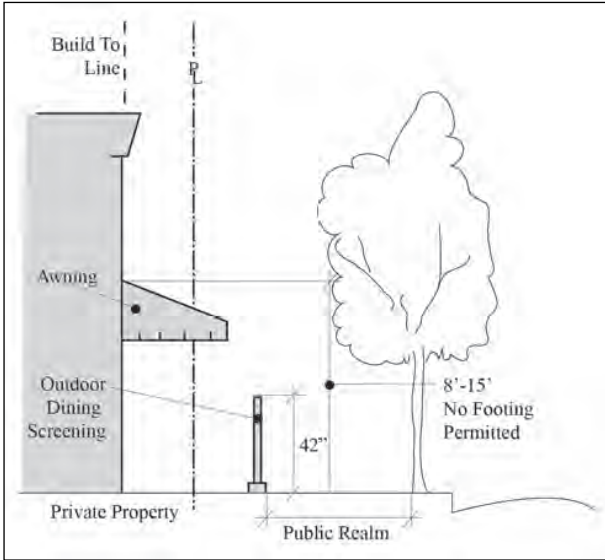 Build To
Line
PL
Awning
Outdoor
Dining
Screening
42”
8’-15’
No Footing
Permitted
Private Property
Public Realm